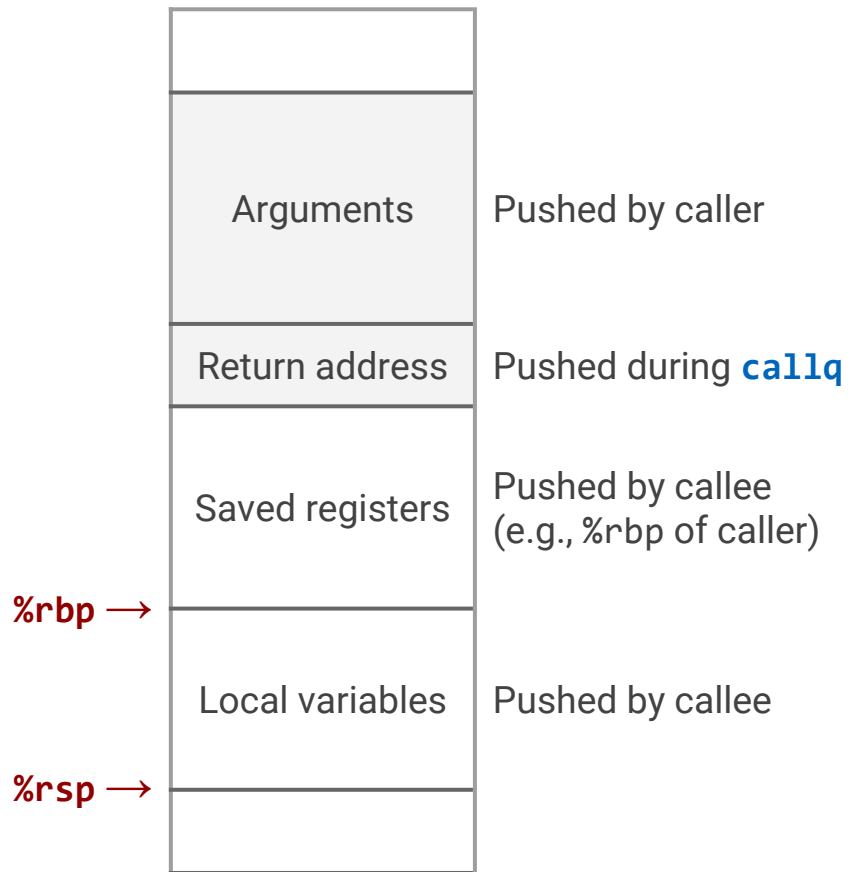 Arguments
Pushed by caller
Return address
Pushed during callq
Saved registers
Pushed by callee
(e.g., %rbp of caller)
%rbp →
Local variables
Pushed by callee
%rsp →